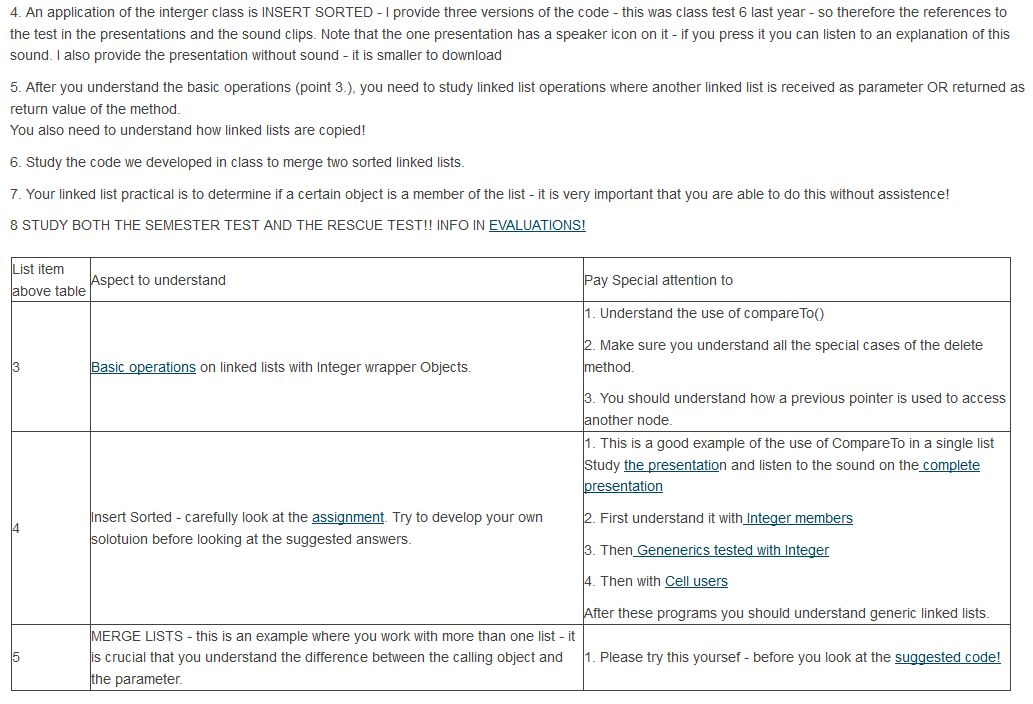 4. An application of the interger class is INSERT SORTED - I provide three versions of the code - this was class test 6 last year - so therefore the references to
the test in the presentations and the sound clips. Note that the one presentation has a speaker icon on it - if you press it you can listen to an explanation of this
sound. I also provide the presentation without sound - it is smaller to download
5. After you understand the basic operations (point 3.), you need to study linked list operations where another linked list is received as parameter OR returned as
return value of the method.
You also need to understand how linked lists are copied!
6. Study the code we developed in class to merge two sorted linked lists.
7. Your linked list practical is to determine if a certain object is a member of the list - it is very important that you are able to do this without assistence!
8 STUDY BOTH THE SEMESTER TEST AND THE RESCUE TEST!! INFO IN EVALUATIONS!
List item
above table
Aspect to understand
Pay Special attention to
3
Basic operations on linked lists with Integer wrapper Objects.
1. Understand the use of compareTo()
2. Make sure you understand all the special cases of the delete
method.
3. You should understand how a previous pointer is used to access
another node.
4
Insert Sorted - carefully look at the assignment. Try to develop your own
solotuion before looking at the suggested answers.
1. This is a good example of the use of CompareTo in a single list
Study the presentation and listen to the sound on the complete
presentation
2. First understand it with Integer members
3. Then Genenerics tested with Integer
4. Then with Cell users
After these programs you should understand generic linked lists.
5
MERGE LISTS - this is an example where you work with more than one list - it
is crucial that you understand the difference between the calling object and
the parameter.
1. Please try this yoursef - before you look at the suggested code!